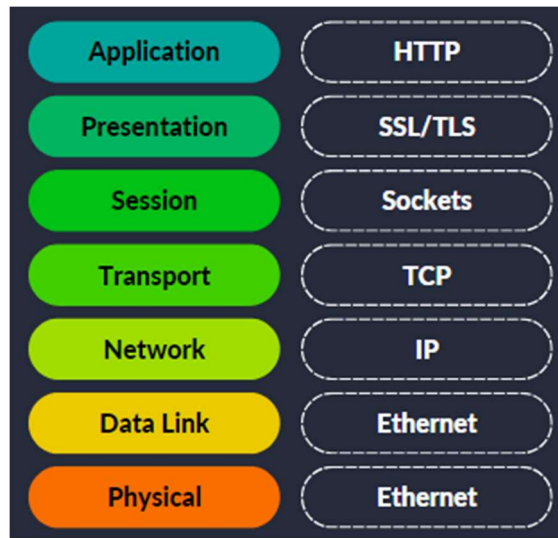 Application HTTP
Presentation SSL/TLS
Session Sockets
Transport TCP
Network IP
Data Link Ethernet
Physical Ethernet